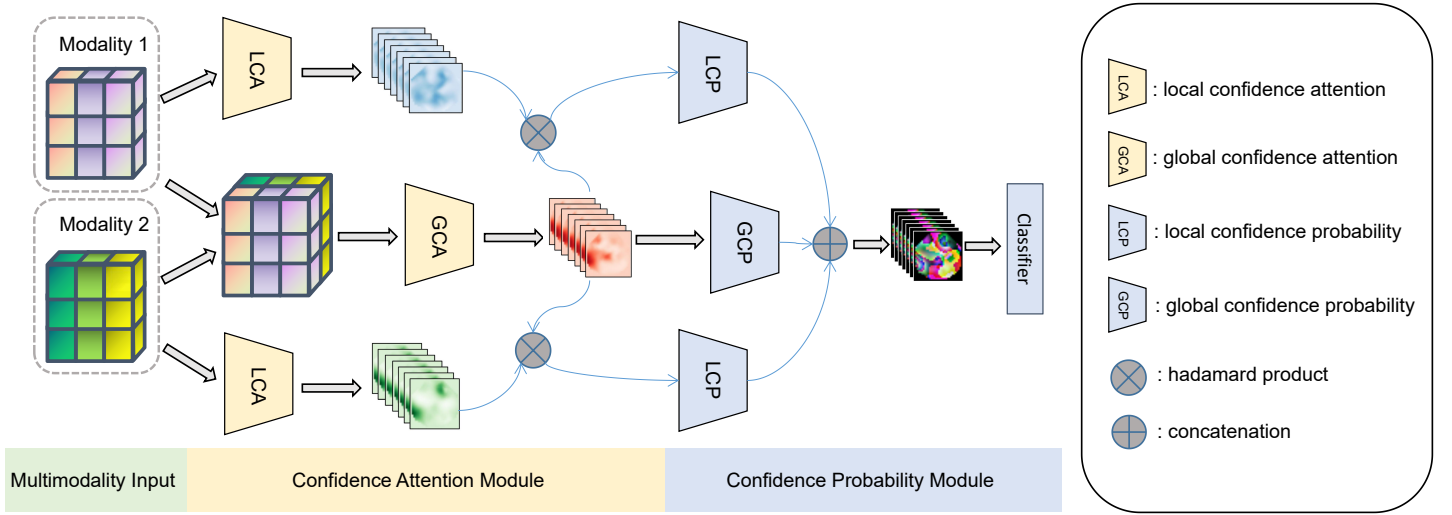 Modality 1
LCA
LCP
Modality 2
GCA
GCP
Classifier
LCA
LCP
Multimodality Input
Confidence Attention Module
Confidence Probability Module
LCA : local confidence attention
GCA : global confidence attention
LCP : local confidence probability
GCP : global confidence probability
: hadamard product
: concatenation